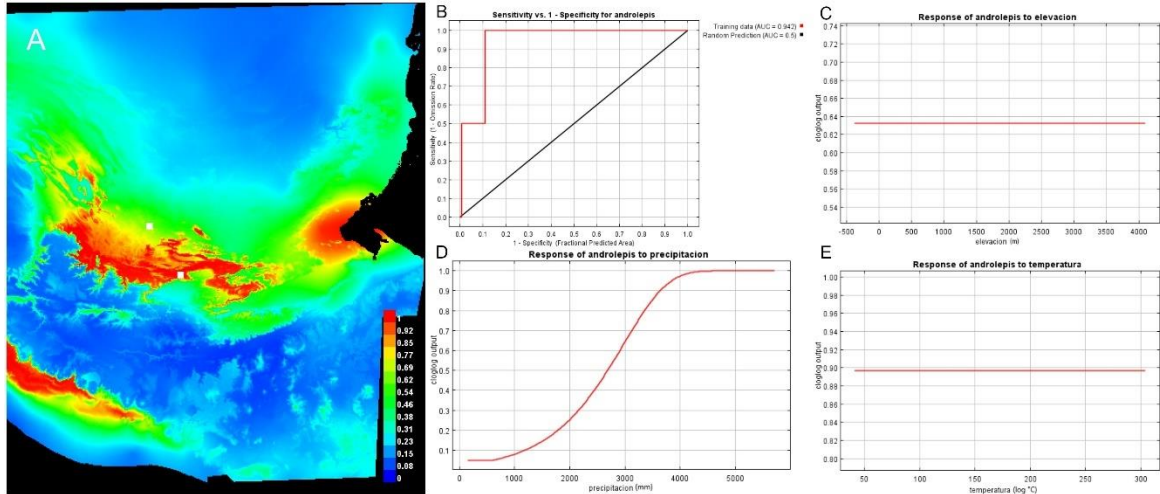 A
1
0.92
0.85
0.77
0.69
0.62
0.54
0.46
0.38
0.31
0.23
0.15
0.08
0
B
Sensitivity vs. 1 - Specificity for androlepis
Training data (AUC = 0.942)
Random Prediction (AUC = 0.5)
Sensitivity (1 - Omission Rate)
1.0
0.9
0.8
0.7
0.6
0.5
0.4
0.3
0.2
0.1
0.0
0.0 0.1 0.2 0.3 0.4 0.5 0.6 0.7 0.8 0.9 1.0
1 - Specificity (Fractional Predicted Area)
C
Response of androlepis to elevacion
cloglog output
0.74
0.72
0.70
0.68
0.66
0.64
0.62
0.60
0.58
0.56
0.54
-500 0 500 1000 1500 2000 2500 3000 3500 4000
elevacion (m)
D
Response of androlepis to precipitacion
cloglog output
1.0
0.9
0.8
0.7
0.6
0.5
0.4
0.3
0.2
0.1
0 1000 2000 3000 4000 5000
precipitacion (mm)
E
Response of androlepis to temperatura
cloglog output
1.00
0.98
0.96
0.94
0.92
0.90
0.88
0.86
0.84
0.82
0.80
50 100 150 200 250 300
temperatura (log °C)